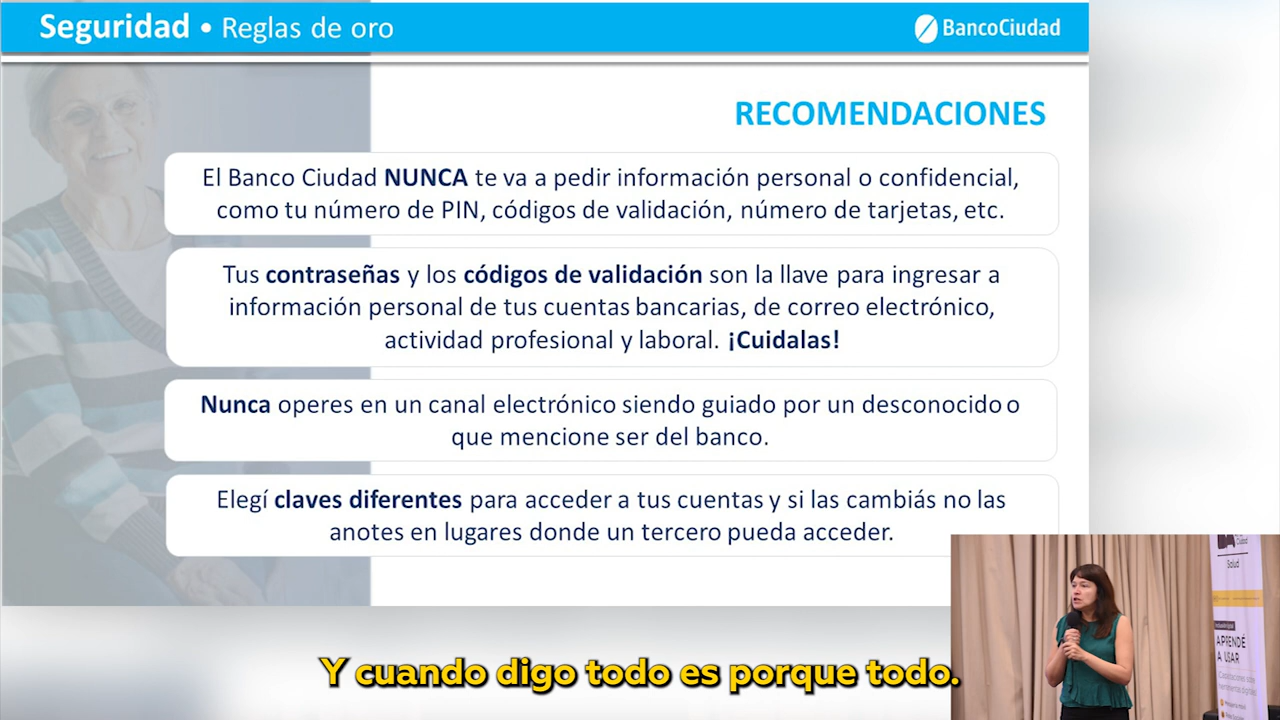 Seguridad • Reglas de oro
BancoCiudad
RECOMENDACIONES
El Banco Ciudad NUNCA te va a pedir información personal o confidencial,
como tu número de PIN, códigos de validación, número de tarjetas, etc.
Tus contraseñas y los códigos de validación son la llave para ingresar a
información personal de tus cuentas bancarias, de correo electrónico,
actividad profesional y laboral. ¡Cuidalas!
Nunca operes en un canal electrónico siendo guiado por un desconocido o
que mencione ser del banco.
Elegí claves diferentes para acceder a tus cuentas y si las cambiás no las
anotes en lugares donde un tercero pueda acceder.
Ciudad
Salud
APRENDÉ
A USAR
Y cuando digo todo es porque todo.